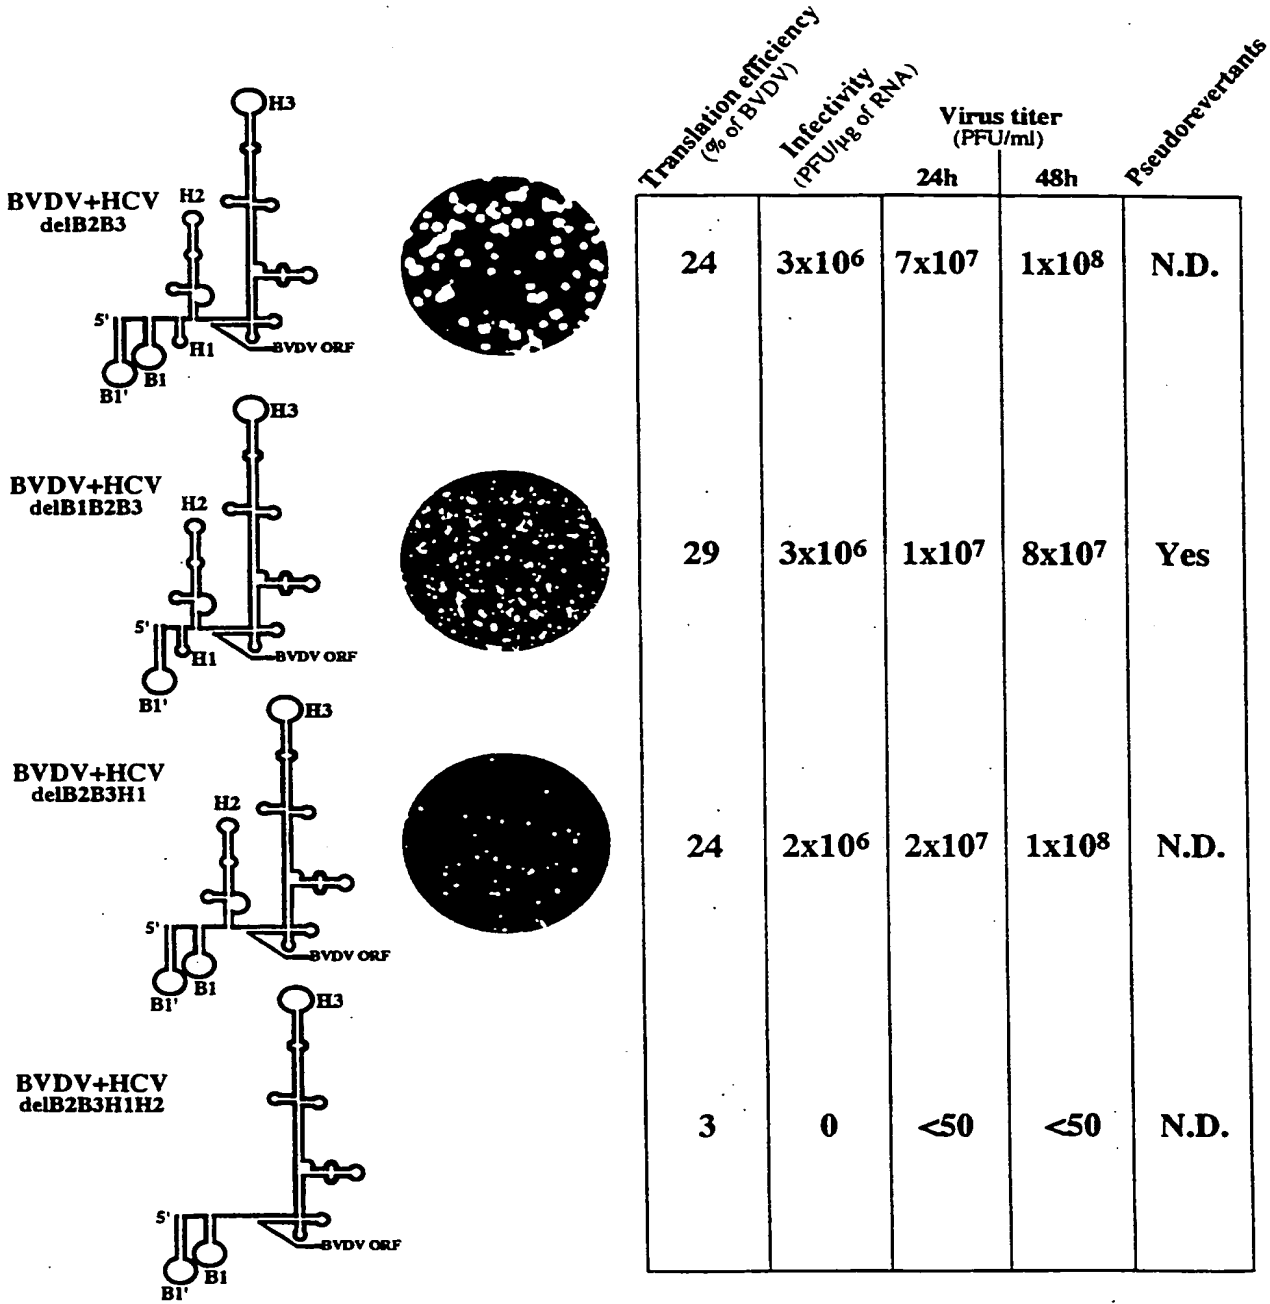 Translation efficiency
(% of BVDV)
Infectivity
(PFU/µg of RNA)
Virus titer
(PFU/ml)
24h
48h
Pseudorevertants
BVDV+HCV
delB2B3
H3
H2
5'
H1
BVDV ORF
B1
B1'
24
3x10⁶
7x10⁷
1x10⁸
N.D.
BVDV+HCV
delB1B2B3
H3
H2
5'
H1
BVDV ORF
B1'
29
3x10⁶
1x10⁷
8x10⁷
Yes
BVDV+HCV
delB2B3H1
H3
H2
5'
BVDV ORF
B1
B1'
24
2x10⁶
2x10⁷
1x10⁸
N.D.
BVDV+HCV
delB2B3H1H2
H3
5'
BVDV ORF
B1
B1'
3
0
<50
<50
N.D.